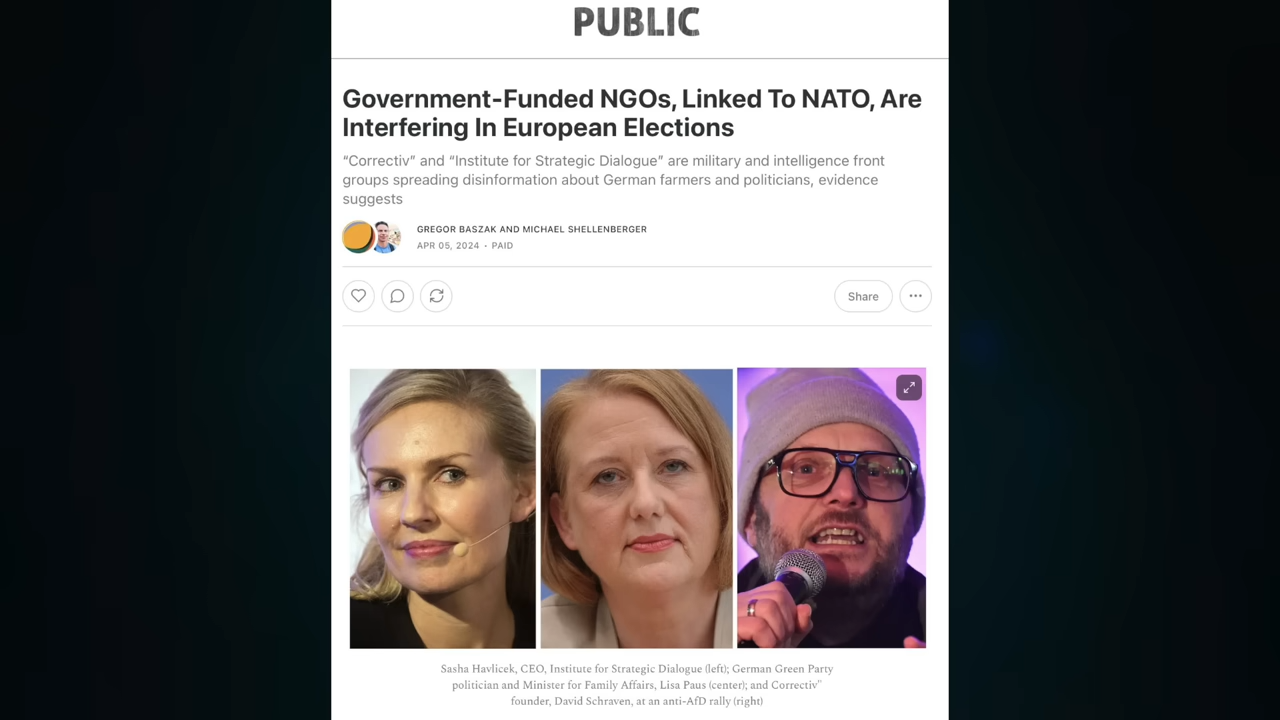 PUBLIC
Government-Funded NGOs, Linked To NATO, Are
Interfering In European Elections
“Correctiv” and “Institute for Strategic Dialogue” are military and intelligence front
groups spreading disinformation about German farmers and politicians, evidence
suggests
GREGOR BASZAK AND MICHAEL SHELLENBERGER
APR 05, 2024 · PAID
Share
Sasha Havlicek, CEO, Institute for Strategic Dialogue (left); German Green Party
politician and Minister for Family Affairs, Lisa Paus (center); and Correctiv”
founder, David Schraven, at an anti-AfD rally (right)